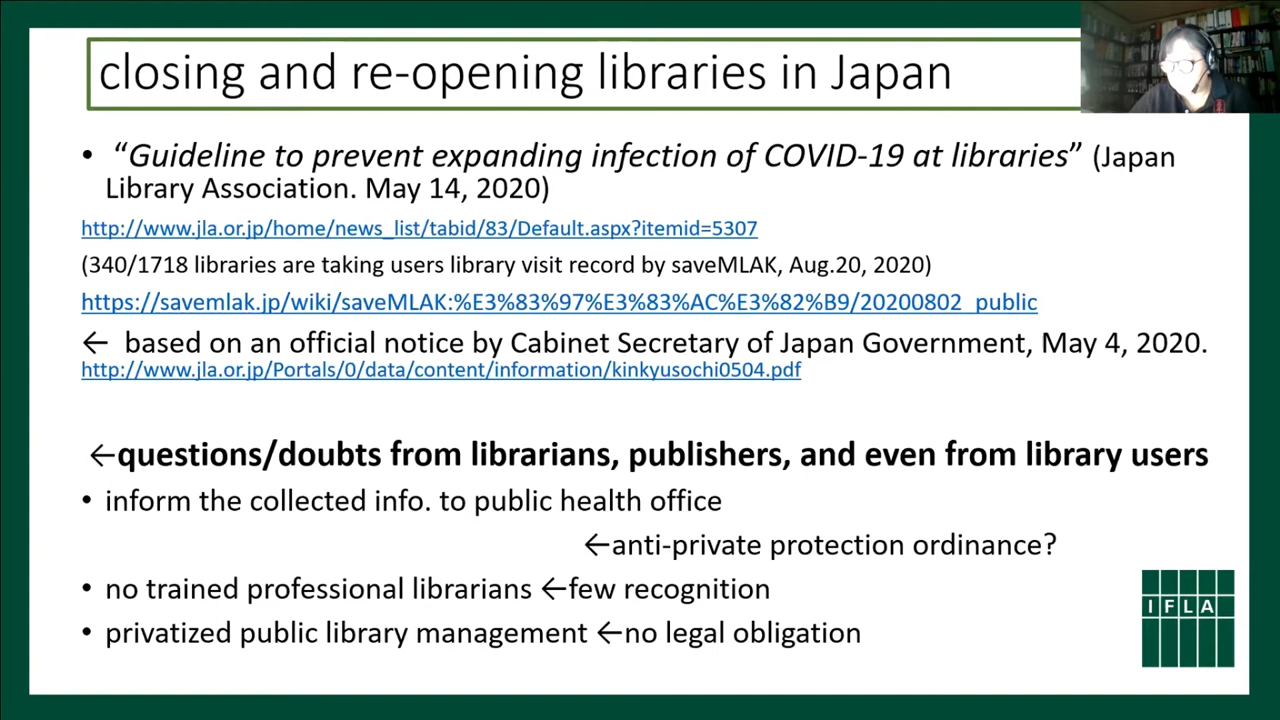 closing and re-opening libraries in Japan
• “Guideline to prevent expanding infection of COVID-19 at libraries” (Japan
Library Association. May 14, 2020)
http://www.jla.or.jp/home/news_list/tabid/83/Default.aspx?itemid=5307
(340/1718 libraries are taking users library visit record by saveMLAK, Aug.20, 2020)
https://savemlak.jp/wiki/saveMLAK:%E3%83%97%E3%83%AC%E3%82%B9/20200802_public
← based on an official notice by Cabinet Secretary of Japan Government, May 4, 2020.
http://www.jla.or.jp/Portals/0/data/content/information/kinkyusochi0504.pdf
←questions/doubts from librarians, publishers, and even from library users
• inform the collected info. to public health office
←anti-private protection ordinance?
• no trained professional librarians ←few recognition
• privatized public library management ←no legal obligation
IFLA